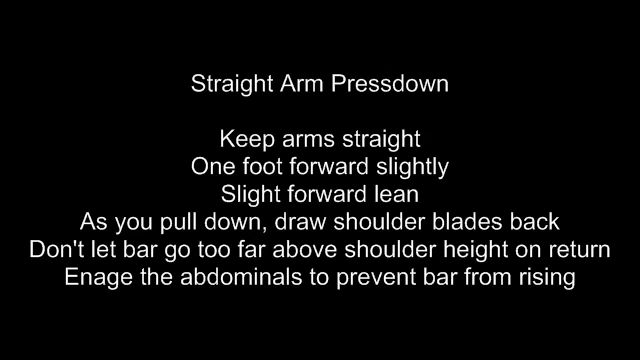 Straight Arm Pressdown
Keep arms straight
One foot forward slightly
Slight forward lean
As you pull down, draw shoulder blades back
Don't let bar go too far above shoulder height on return
Enage the abdominals to prevent bar from rising